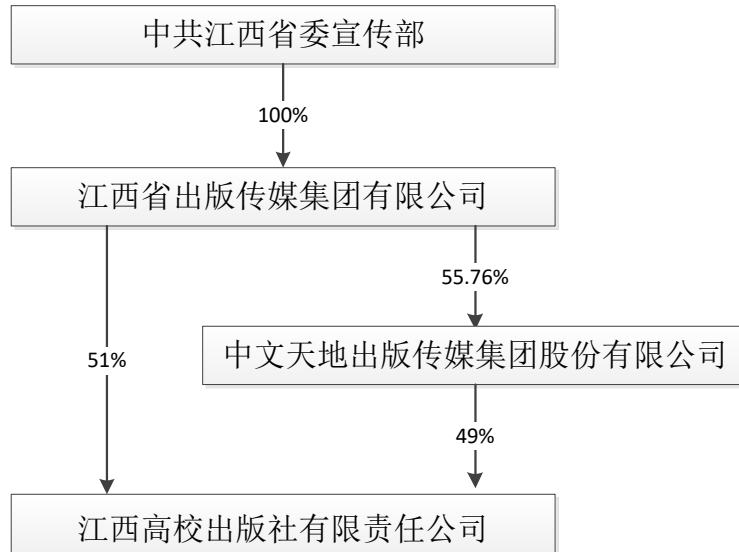 中共江西省委宣传部
100%
江西省出版传媒集团有限公司
55.76%
中文天地出版传媒集团股份有限公司
51%
49%
江西高校出版社有限责任公司